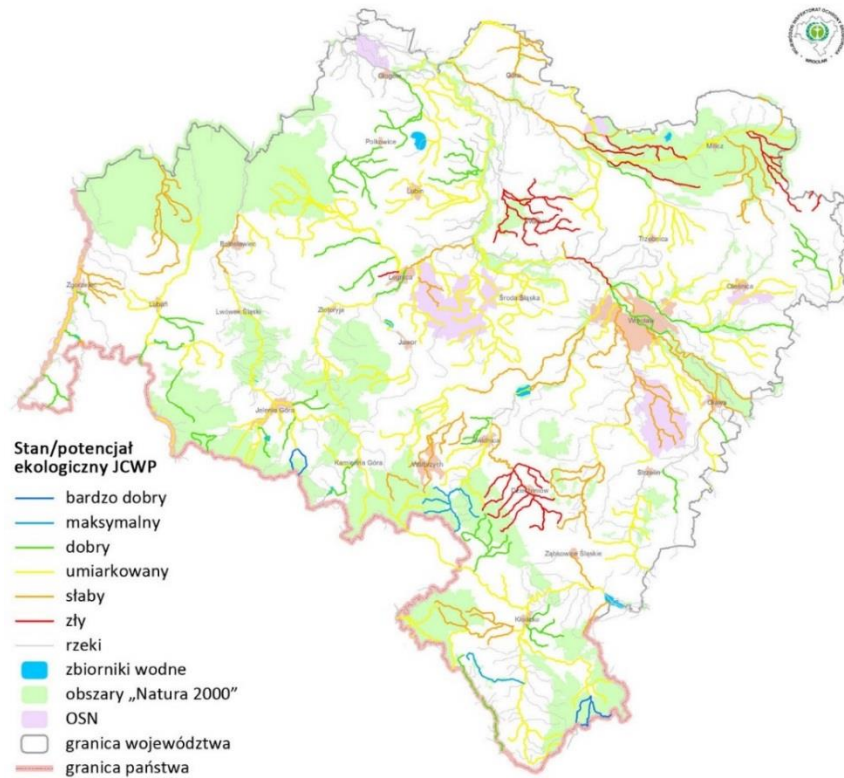 Głogów
Góra
Polkowice
Milicz
Lubin
Trzebnica
Bolesławiec
Zgorzelec
Legnica
Środa Śląska
Oleśnica
Lubań
Lwówek Śląski
Złotoryja
Wrocław
Jawor
Oława
Jelenia Góra
Świdnica
Kamienna Góra
Wałbrzych
Strzelin
Dzierżoniów
Ząbkowice Śląskie
Kłodzko
Stan/potencjał
ekologiczny JCWP
bardzo dobry
maksymalny
dobry
umiarkowany
słaby
zły
rzeki
zbiorniki wodne
obszary „Natura 2000”
OSN
granica województwa
granica państwa